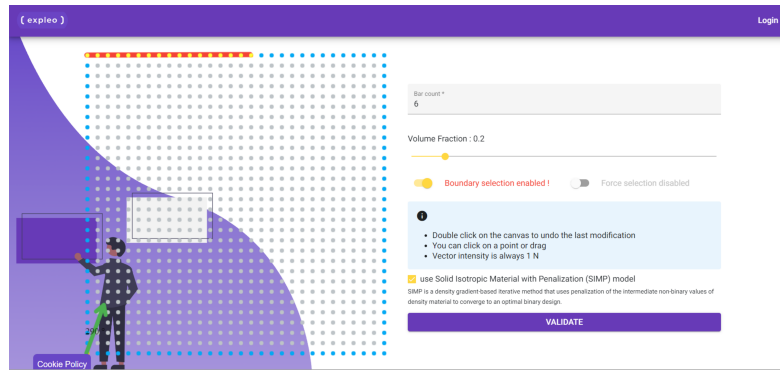 { expleo }
Login
Bar count *
6
Volume Fraction : 0.2
Boundary selection enabled !
Force selection disabled
Double click on the canvas to undo the last modification
You can click on a point or drag
Vector intensity is always 1 N
use Solid Isotropic Material with Penalization (SIMP) model
SIMP is a density gradient-based iterative method that uses penalization of the intermediate non-binary values of
density material to converge to an optimal binary design.
VALIDATE
290
Cookie Policy